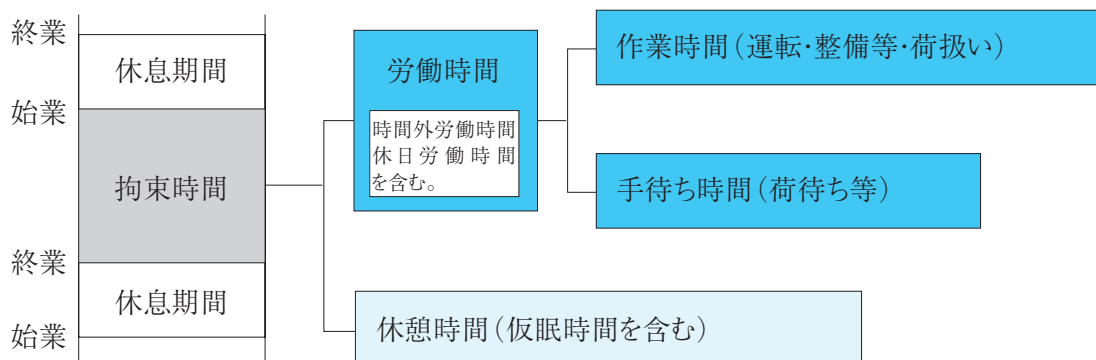 終業
休息期間
始業
拘束時間
終業
休息期間
始業
労働時間
時間外労働時間
休日労働時間
を含む。
作業時間（運転・整備等・荷扱い）
手待ち時間（荷待ち等）
休憩時間（仮眠時間を含む）